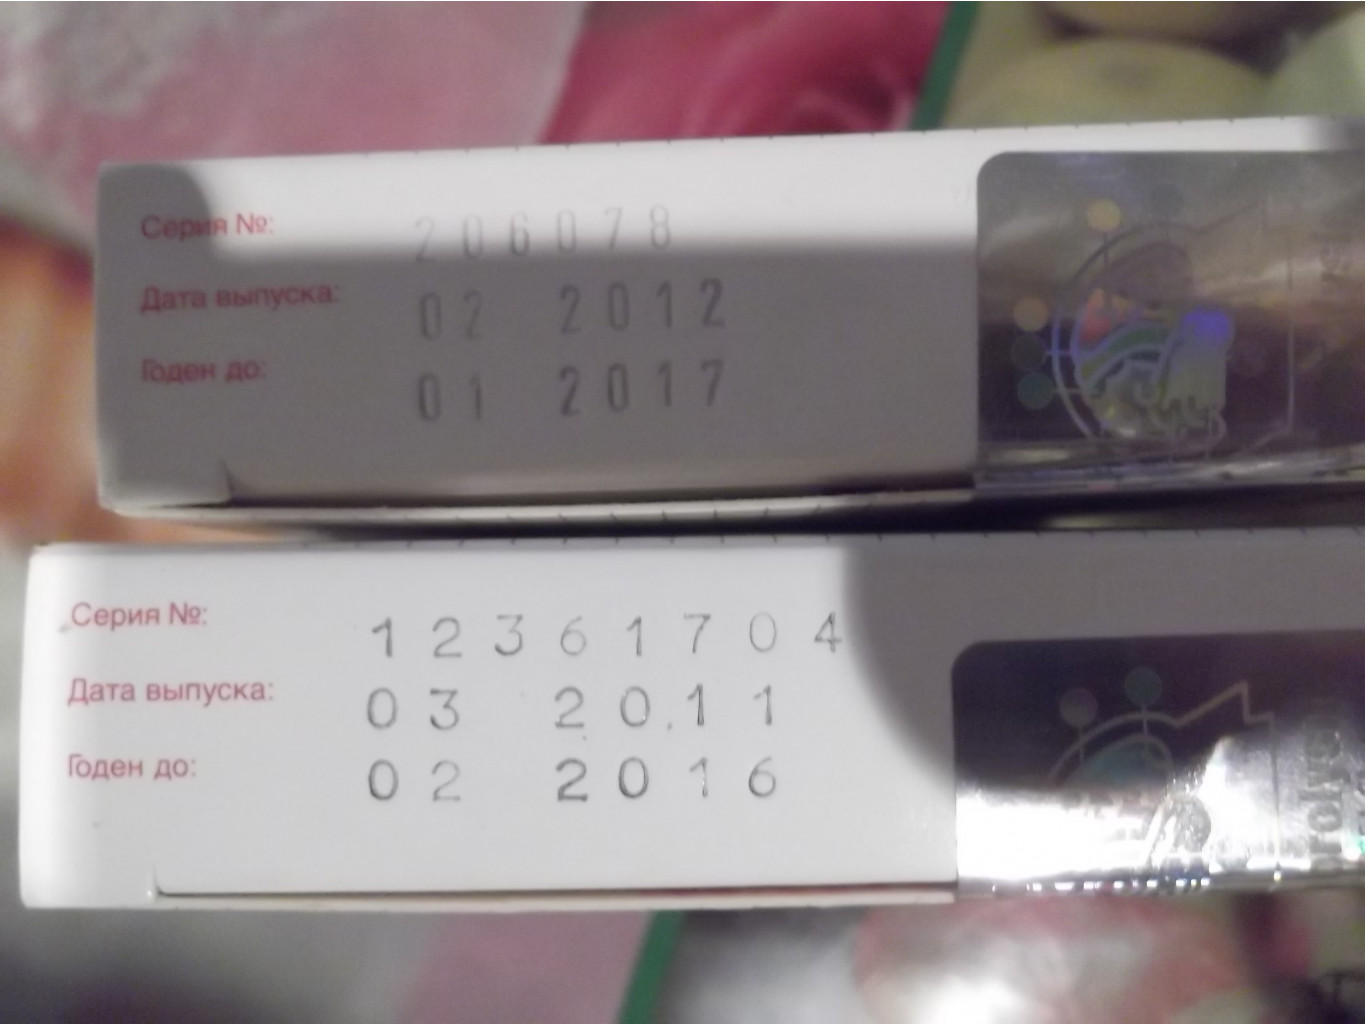 Серия №: 206078
Дата выпуска: 02 2012
Годен до: 01 2017
Серия №: 12361704
Дата выпуска: 03 2011
Годен до: 02 2016